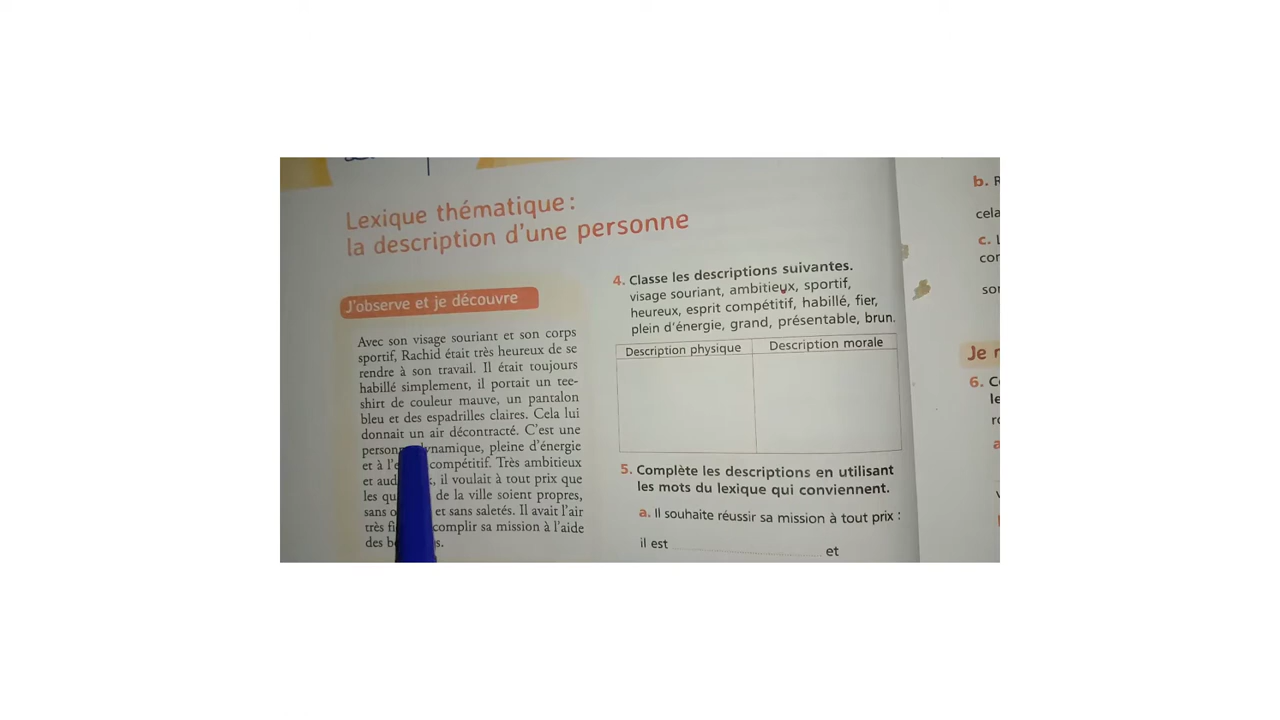 Lexique thématique :
la description d'une personne
J'observe et je découvre
Avec son visage souriant et son corps
sportif, Rachid était très heureux de se
rendre à son travail. Il était toujours
habillé simplement, il portait un tee-
shirt de couleur mauve, un pantalon
bleu et des espadrilles claires. Cela lui
donnait un air décontracté. C'est une
dynamique, pleine d'énergie
et à compétitif. Très ambitieux
et il voulait à tout prix que
les de la ville soient propres,
sans et sans saletés. Il avait l'air
très sa mission à l'aide
des
4. Classe les descriptions suivantes.
visage souriant, ambitieux, sportif,
heureux, esprit compétitif, habillé, fier,
plein d'énergie, grand, présentable, brun.
Description physique Description morale
5. Complète les descriptions en utilisant
les mots du lexique qui conviennent.
a. Il souhaite réussir sa mission à tout prix :
il est et
b.
cela
c.
Je
6.